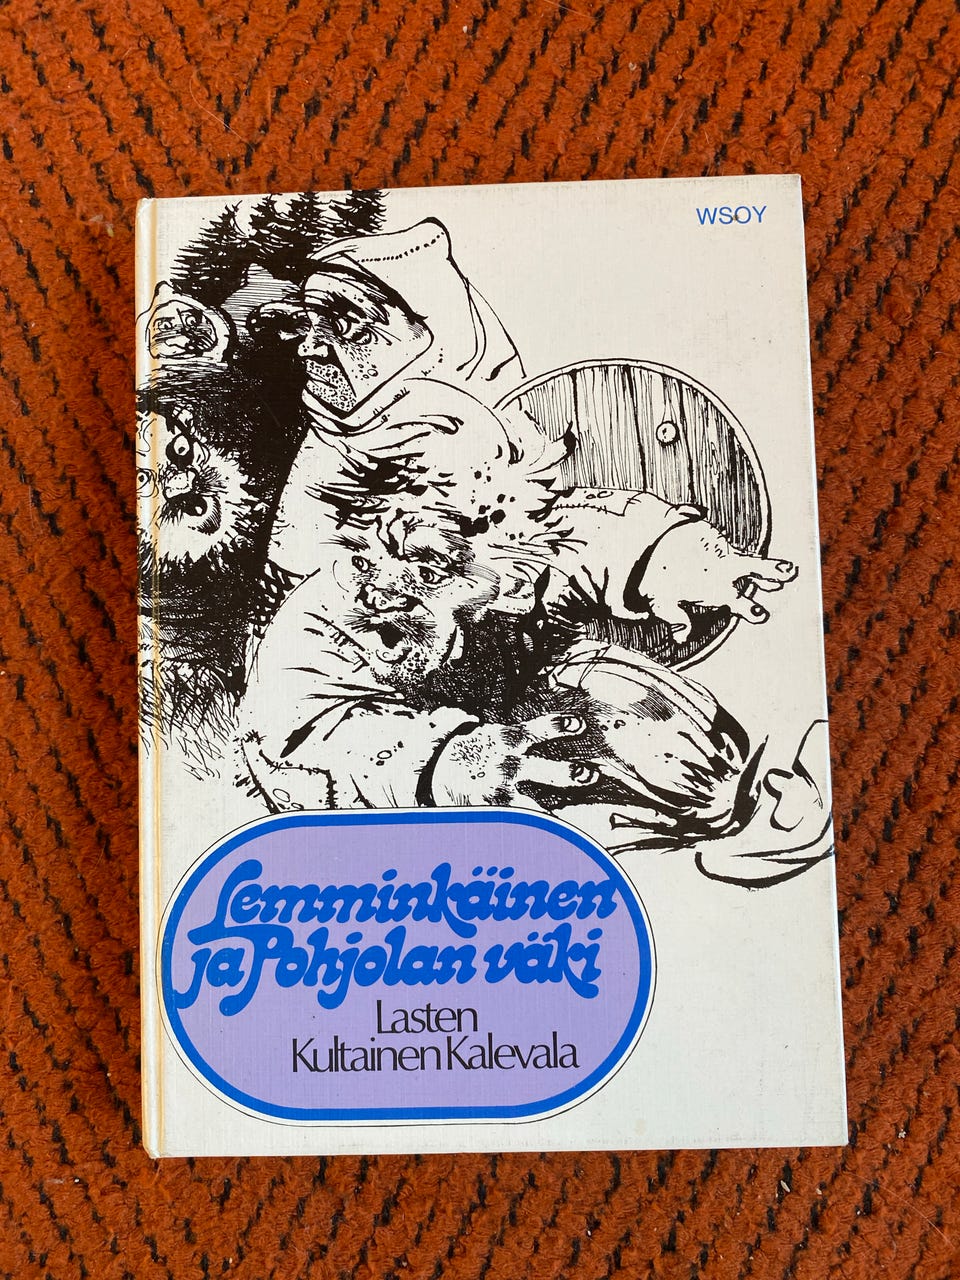 WSOY
Lemminkäinen
ja Pohjolan väki
Lasten
Kultainen Kalevala